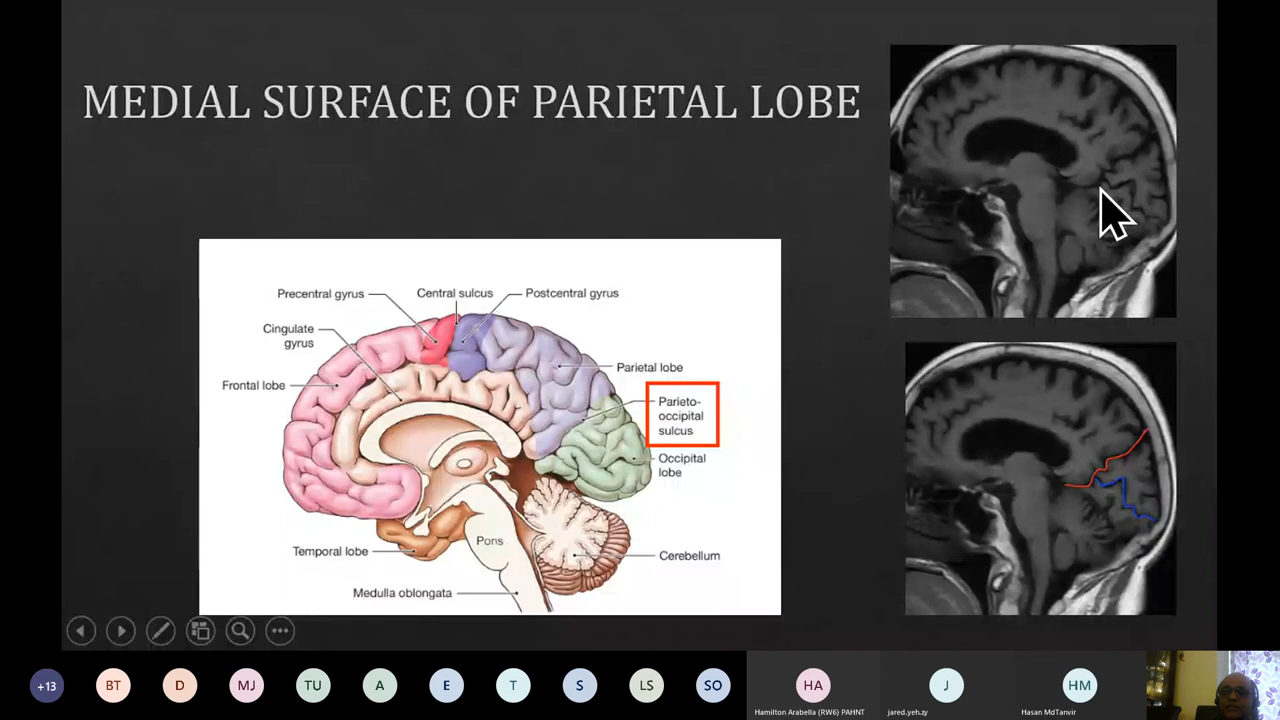 MEDIAL SURFACE OF PARIETAL LOBE
Precentral gyrus
Central sulcus
Postcentral gyrus
Cingulate
gyrus
Parietal lobe
Frontal lobe
Parieto-
occipital
sulcus
Occipital
lobe
Pons
Temporal lobe
Cerebellum
Medulla oblongata
+13
BT
D
MJ
TU
A
E
T
S
LS
SO
HA
J
HM
Hamilton Arabella (RW6) PAHNT
jared.yeh.zy
Hasan MdTanvir